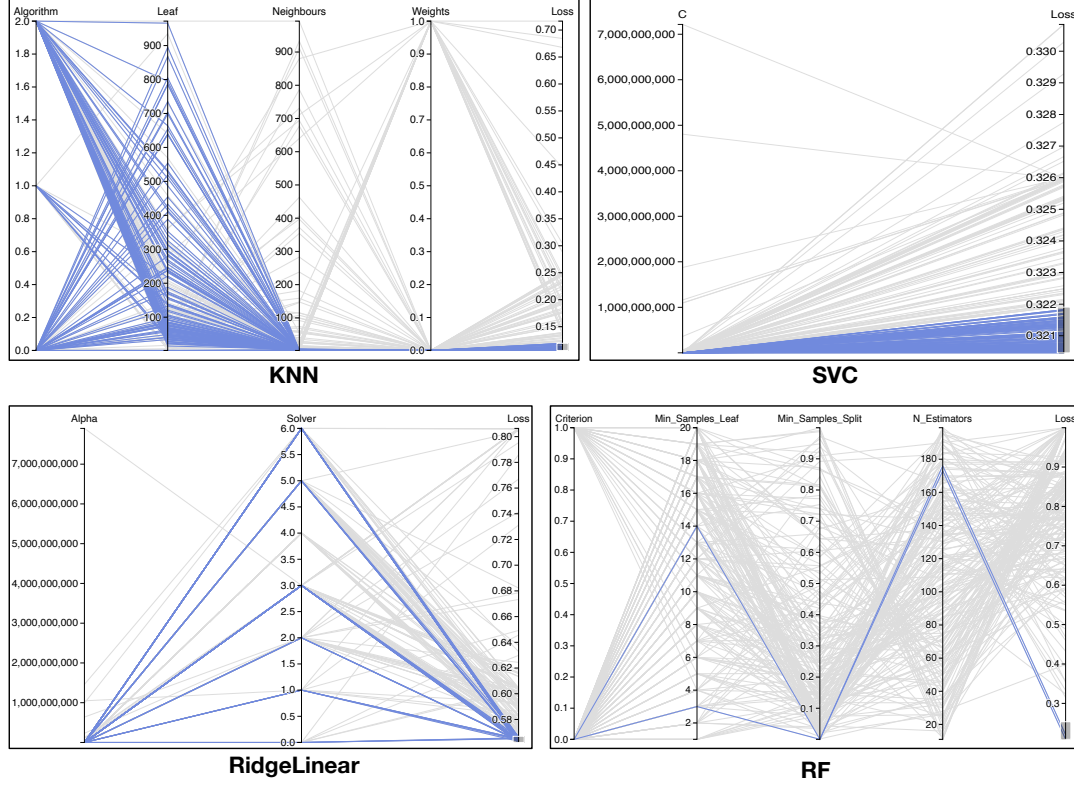 Algorithm Leaf Neighbours Weights Loss
2.0 1.8 1.6 1.4 1.2 1.0 0.8 0.6 0.4 0.2 0.0
900 800 700 600 500 400 300 200 100
900 800 700 600 500 400 300 200 100
1.0 0.9 0.8 0.7 0.6 0.5 0.4 0.3 0.2 0.1 0.0
0.70 0.65 0.60 0.55 0.50 0.45 0.40 0.35 0.30 0.25 0.20 0.15
KNN
C Loss
7,000,000,000
6,000,000,000
5,000,000,000
4,000,000,000
3,000,000,000
2,000,000,000
1,000,000,000
0.330 0.329 0.328 0.327 0.326 0.325 0.324 0.323 0.322 0.321
SVC
Alpha Solver Loss
7,000,000,000
6,000,000,000
5,000,000,000
4,000,000,000
3,000,000,000
2,000,000,000
1,000,000,000
6.0 5.5 5.0 4.5 4.0 3.5 3.0 2.5 2.0 1.5 1.0 0.5 0.0
0.80 0.78 0.76 0.74 0.72 0.70 0.68 0.66 0.64 0.62 0.60 0.58
RidgeLinear
Criterion Min_Samples_Leaf Min_Samples_Split N_Estimators Loss
1.0 0.9 0.8 0.7 0.6 0.5 0.4 0.3 0.2 0.1 0.0
20 18 16 14 12 10 8 6 4 2
0.9 0.8 0.7 0.6 0.5 0.4 0.3 0.2 0.1
180 160 140 120 100 80 60 40 20
0.9 0.8 0.7 0.6 0.5 0.4 0.3
RF